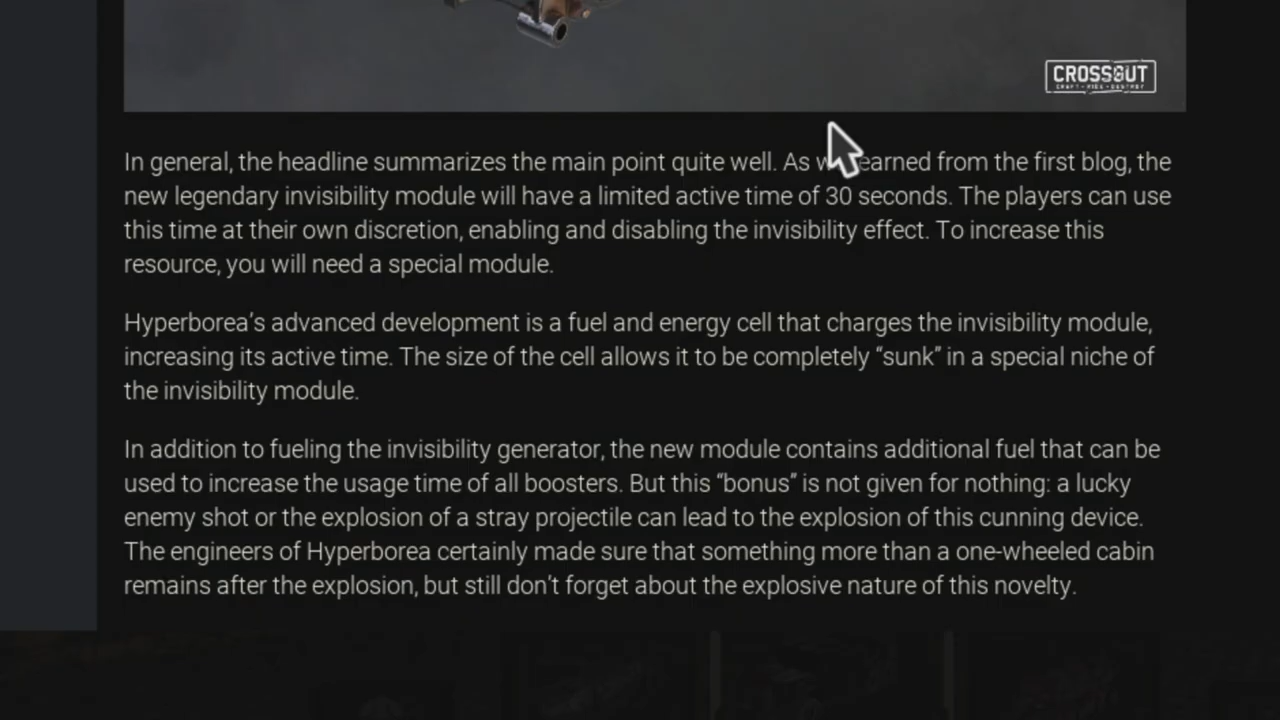 CROSSOUT
CRAFT • RIDE • DESTROY
In general, the headline summarizes the main point quite well. As learned from the first blog, the
new legendary invisibility module will have a limited active time of 30 seconds. The players can use
this time at their own discretion, enabling and disabling the invisibility effect. To increase this
resource, you will need a special module.
Hyperborea’s advanced development is a fuel and energy cell that charges the invisibility module,
increasing its active time. The size of the cell allows it to be completely “sunk” in a special niche of
the invisibility module.
In addition to fueling the invisibility generator, the new module contains additional fuel that can be
used to increase the usage time of all boosters. But this “bonus” is not given for nothing: a lucky
enemy shot or the explosion of a stray projectile can lead to the explosion of this cunning device.
The engineers of Hyperborea certainly made sure that something more than a one-wheeled cabin
remains after the explosion, but still don’t forget about the explosive nature of this novelty.